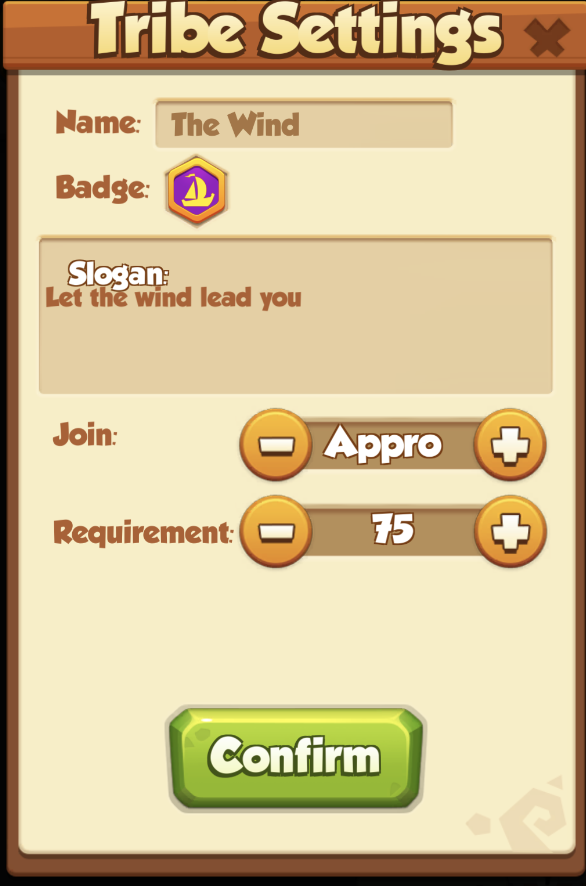 Tribe Settings
Name: The Wind
Badge:
Slogan:
Let the wind lead you
Join: Appro
Requirement: 75
Confirm